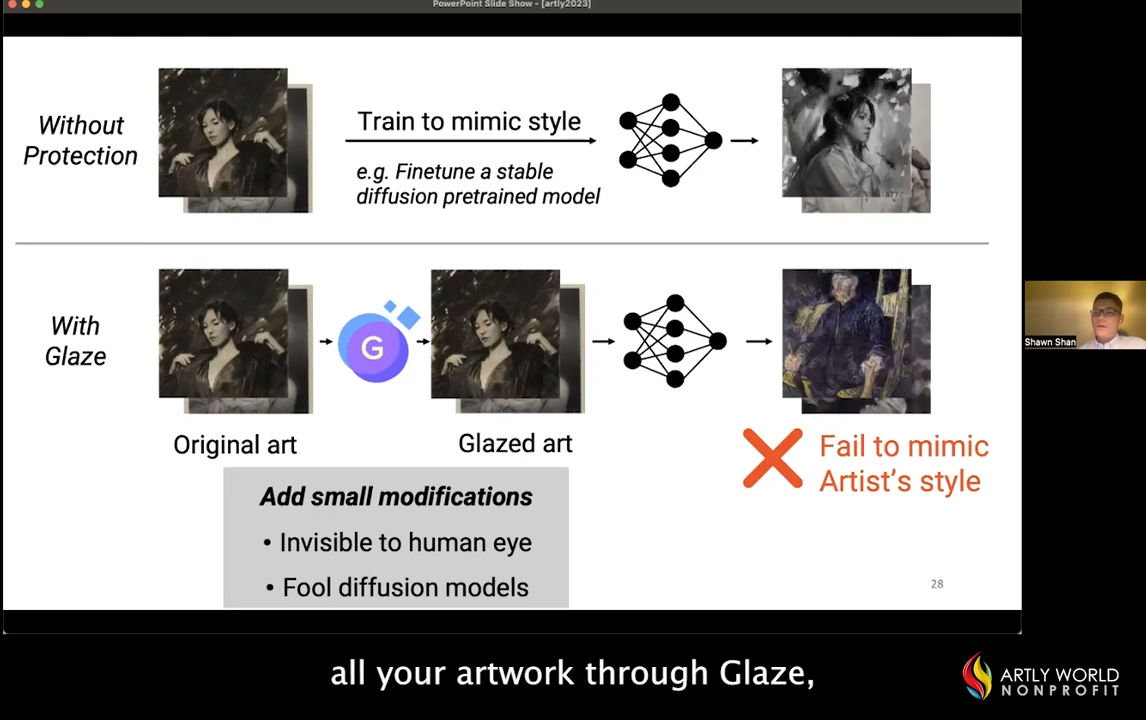 PowerPoint Slide Show - [artly2023]
Without
Protection
Train to mimic style
e.g. Finetune a stable
diffusion pretrained model
With
Glaze
G
Original art
Glazed art
Fail to mimic
Artist's style
Add small modifications
• Invisible to human eye
• Fool diffusion models
28
Shawn Shan
all your artwork through Glaze,
ARTLY WORLD
NONPROFIT